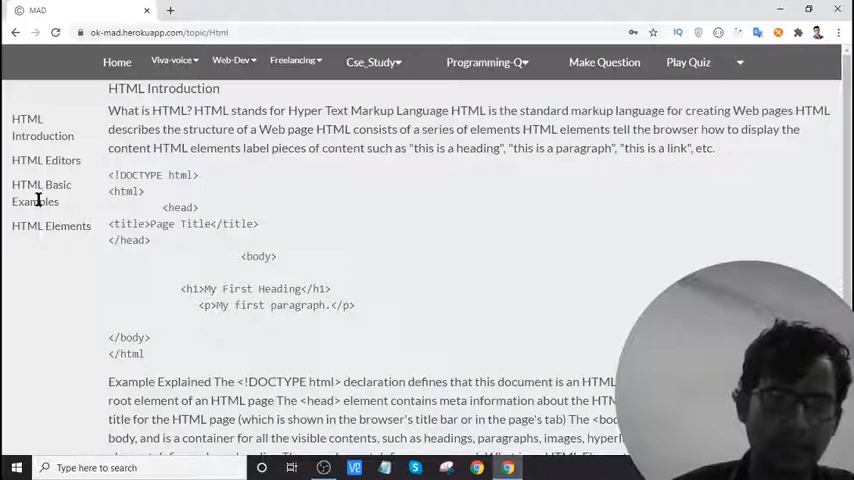 MAD
ok-mad.herokuapp.com/topic/Html
Home Viva-voice Web-Dev Freelancing Cse_Study Programming-Q Make Question Play Quiz
HTML Introduction
HTML Editors
HTML Basic Examples
HTML Elements
HTML Introduction
What is HTML? HTML stands for Hyper Text Markup Language HTML is the standard markup language for creating Web pages HTML
describes the structure of a Web page HTML consists of a series of elements HTML elements tell the browser how to display the
content HTML elements label pieces of content such as "this is a heading", "this is a paragraph", "this is a link", etc.
<!DOCTYPE html>
<html>
<head>
<title>Page Title</title>
</head>
<body>
<h1>My First Heading</h1>
<p>My first paragraph.</p>
</body>
</html
Example Explained The <!DOCTYPE html> declaration defines that this document is an HTML
root element of an HTML page The <head> element contains meta information about the HTM
title for the HTML page (which is shown in the browser's title bar or in the page's tab) The <bod
body, and is a container for all the visible contents, such as headings, paragraphs, images, hyperl
Type here to search